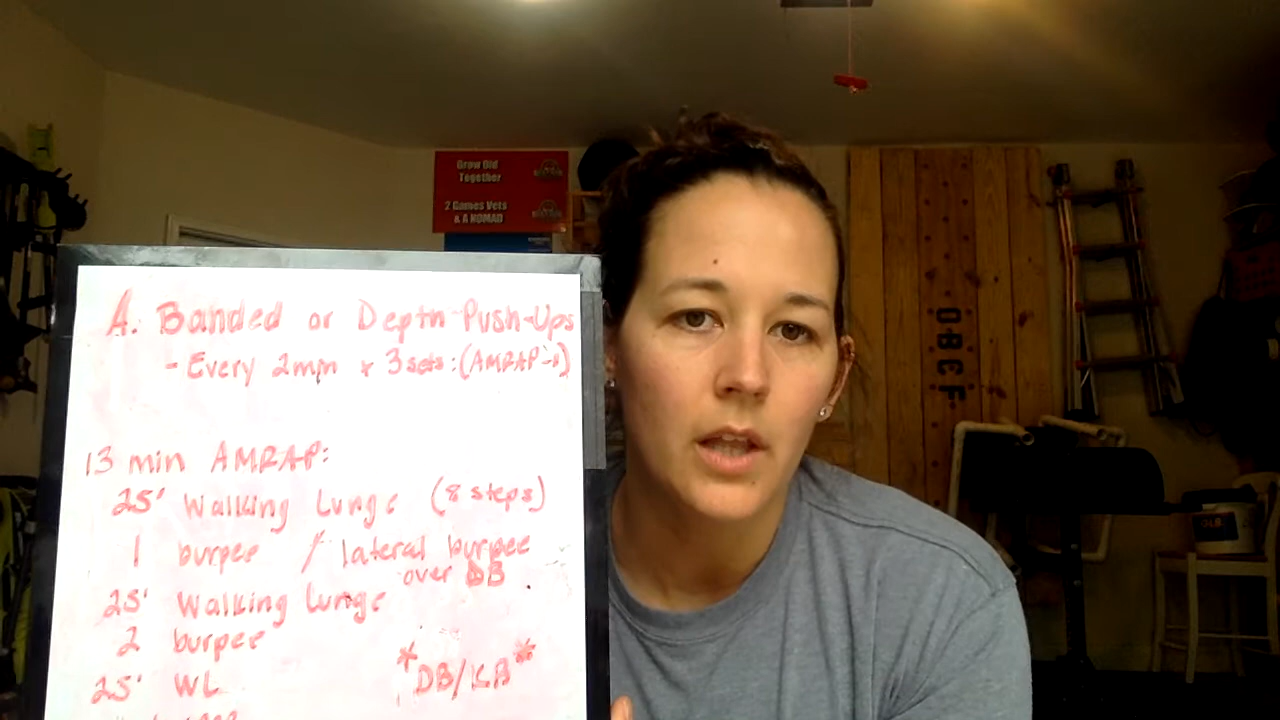 Grow Old
Together
2 Games Vets
& A NOMAD
OBCF
A. Banded or Depth Push-Ups
- Every 2min x 3sets: (AMRAP-1)
13 min AMRAP:
25' Walking Lunge (8 steps)
1 burpee / lateral burpee
over DB
25' Walking Lunge
2 burpee
25' WL
*DB/KB*